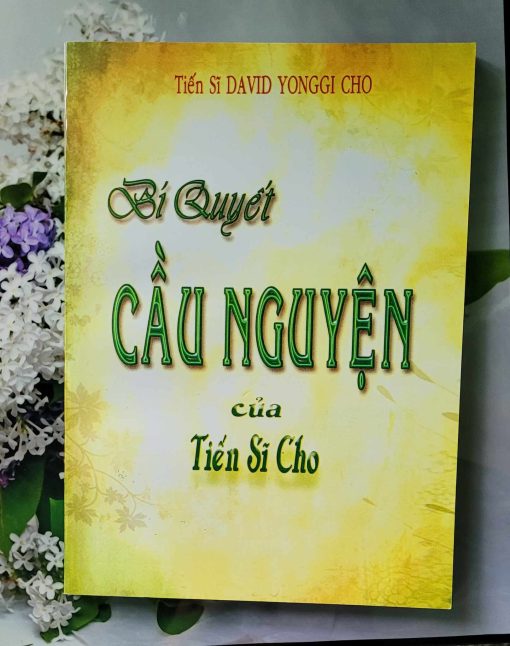 Tiến Sĩ DAVID YONGGI CHO
Bí Quyết
CẦU NGUYỆN
của
Tiến Sĩ Cho